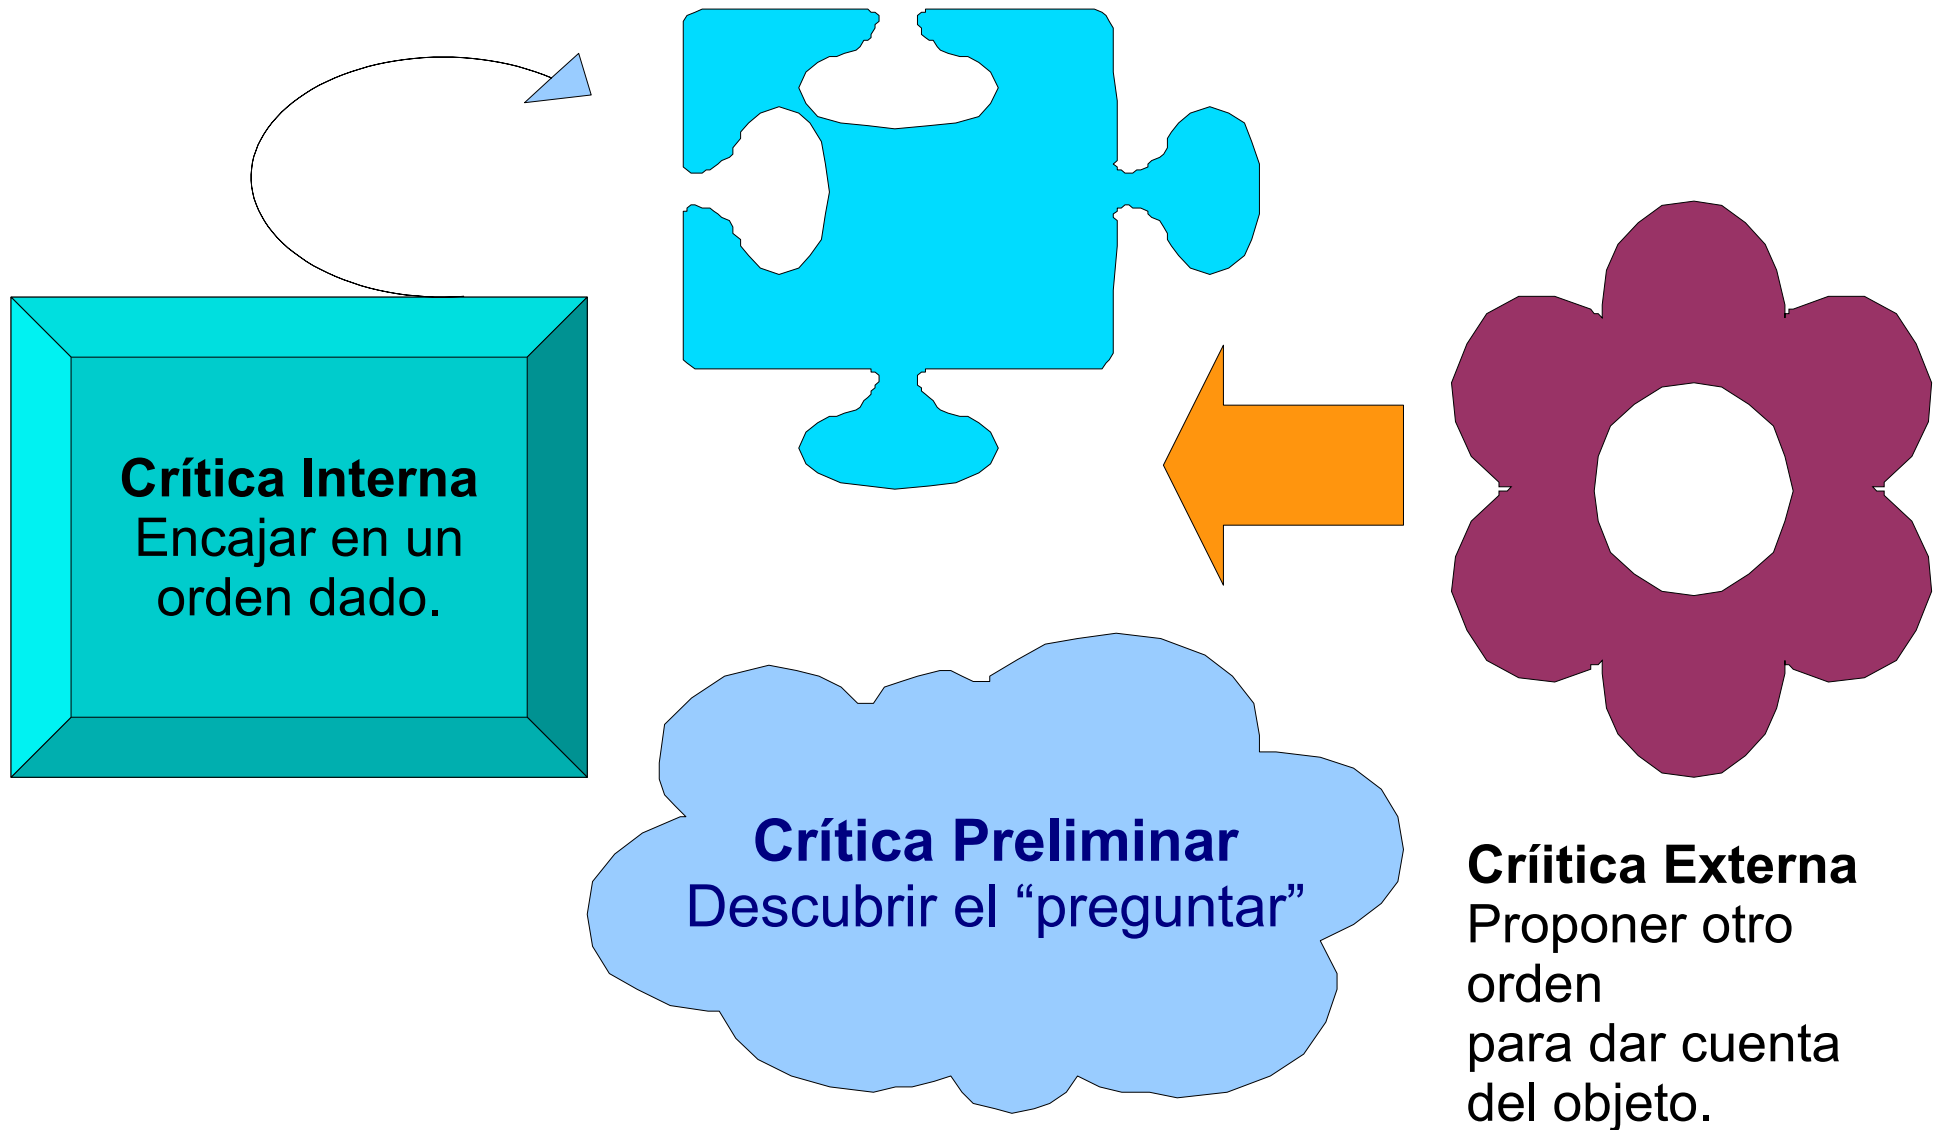 Crítica Interna
Encajar en un
orden dado.
Crítica Preliminar
Descubrir el “preguntar”
Críitica Externa
Proponer otro
orden
para dar cuenta
del objeto.